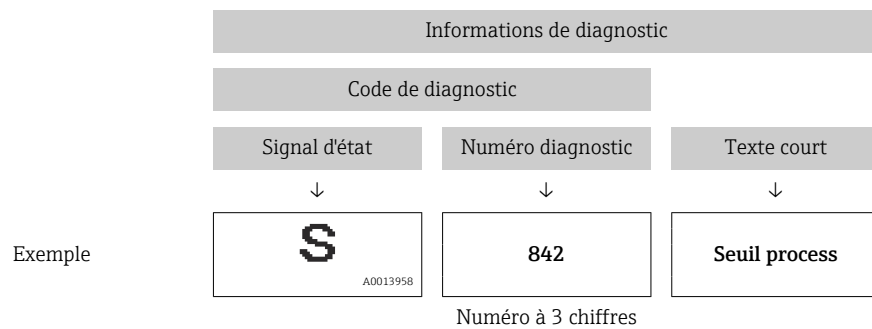 Informations de diagnostic
Code de diagnostic
Signal d'état Numéro diagnostic Texte court
↓ ↓ ↓
Exemple S 842 Seuil process
A0013958
Numéro à 3 chiffres